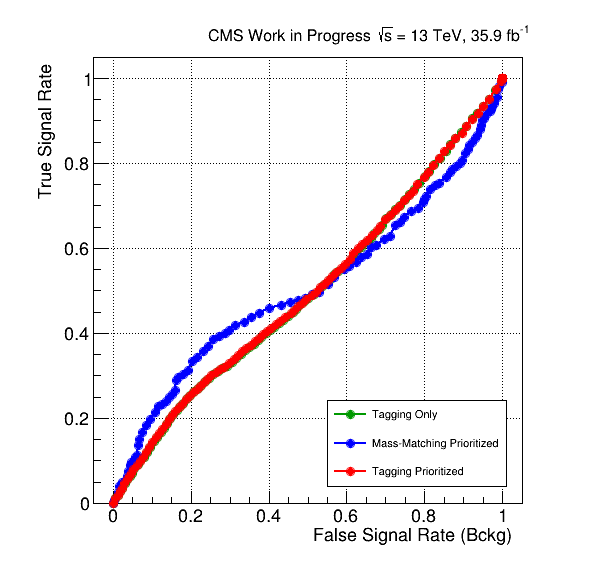 CMS Work in Progress √s = 13 TeV, 35.9 fb⁻¹
True Signal Rate
1
0.8
0.6
0.4
0.2
0
Tagging Only
Mass-Matching Prioritized
Tagging Prioritized
0 0.2 0.4 0.6 0.8 1
False Signal Rate (Bckg)